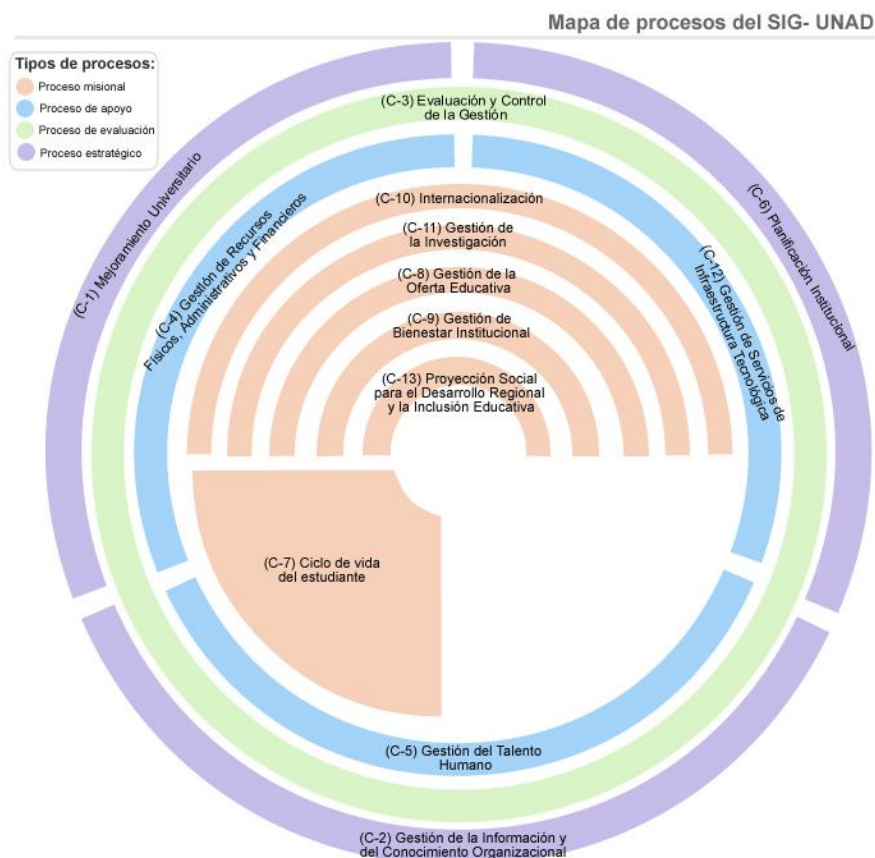 Mapa de procesos del SIG- UNAD
Tipos de procesos:
Proceso misional
Proceso de apoyo
Proceso de evaluación
Proceso estratégico
(C-3) Evaluación y Control
de la Gestión
(C-1) Mejoramiento Universitario
(C-6) Planificación Institucional
(C-4) Gestión de Recursos
Físicos, Administrativos y Financieros
(C-12) Gestión de Servicios de
Infraestructura Tecnológica
(C-10) Internacionalización
(C-11) Gestión de
la Investigación
(C-8) Gestión de la
Oferta Educativa
(C-9) Gestión de
Bienestar Institucional
(C-13) Proyección Social
para el Desarrollo Regional
y la Inclusión Educativa
(C-7) Ciclo de vida
del estudiante
(C-5) Gestión del Talento
Humano
(C-2) Gestión de la Información y
del Conocimiento Organizacional